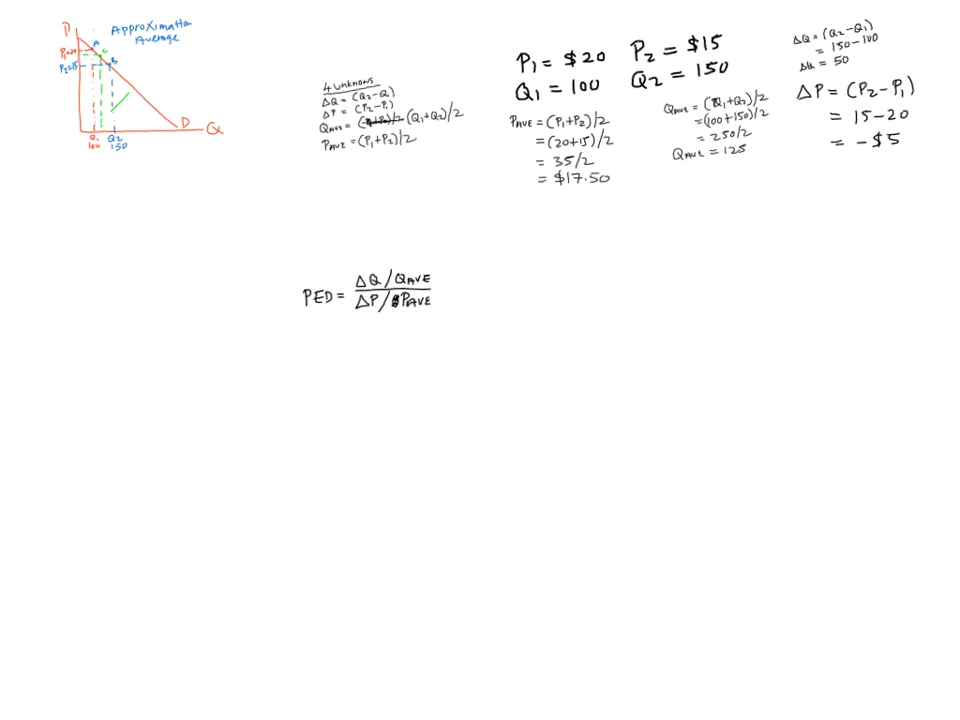 P
Approximation
Average
P1=20
A
C
P2=15
B
D
Q
Q1
100
Q2
150
4 unknowns
ΔQ = (Q2-Q1)
ΔP = (P2-P1)
QAVE = (Q1+Q2)/2
PAVE = (P1+P2)/2
P1 = $20 P2 = $15
Q1 = 100 Q2 = 150
PAVE = (P1+P2)/2
= (20+15)/2
= 35/2
= $17.50
QAVE = (Q1+Q2)/2
= (100+150)/2
= 250/2
QAVE = 125
ΔQ = (Q2-Q1)
= 150-100
ΔQ = 50
ΔP = (P2-P1)
= 15-20
= -$5
PED = ΔQ/QAVE
ΔP/PAVE